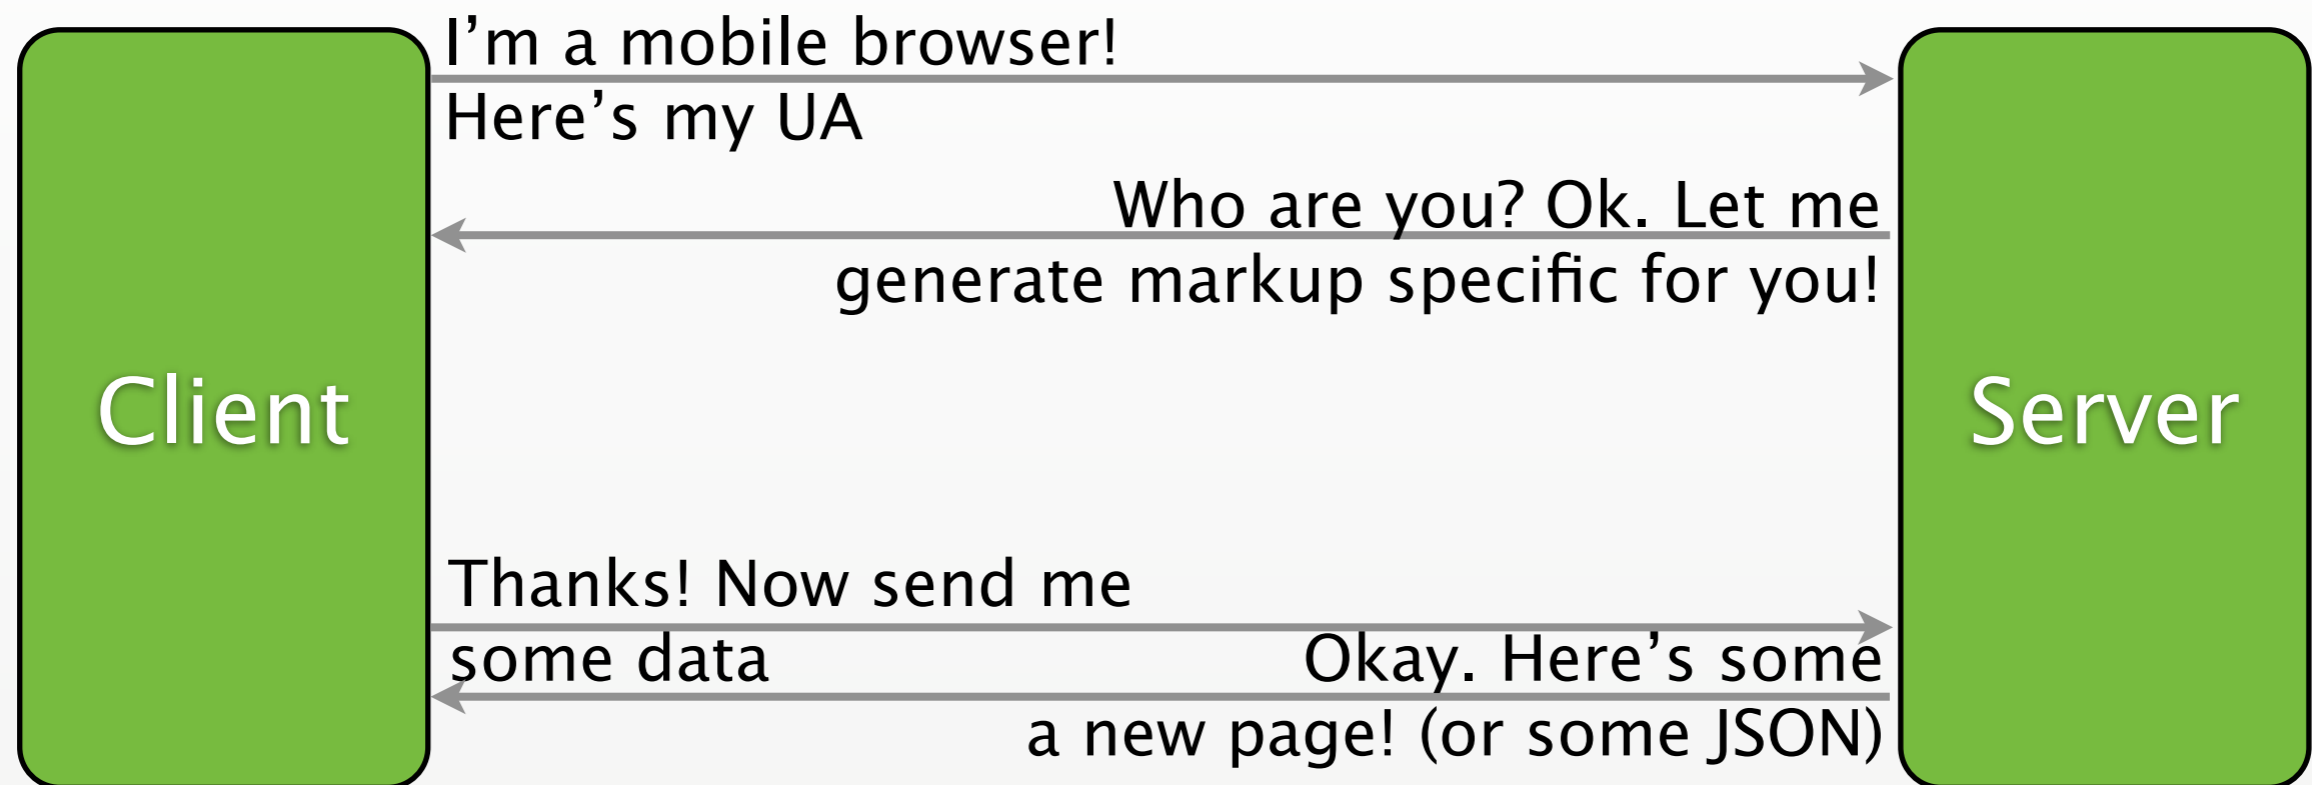 I’m a mobile browser!
Here’s my UA
Who are you? Ok. Let me
generate markup specific for you!
Client
Server
Thanks! Now send me
some data
Okay. Here’s some
a new page! (or some JSON)